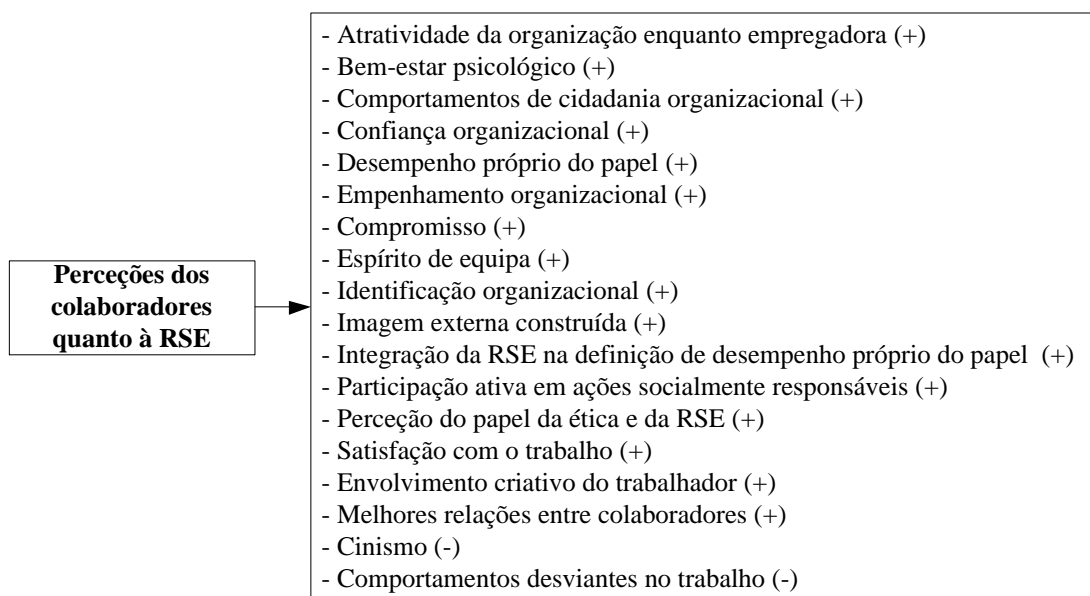 Perceções dos
colaboradores
quanto à RSE
- Atratividade da organização enquanto empregadora (+)
- Bem-estar psicológico (+)
- Comportamentos de cidadania organizacional (+)
- Confiança organizacional (+)
- Desempenho próprio do papel (+)
- Empenhamento organizacional (+)
- Compromisso (+)
- Espírito de equipa (+)
- Identificação organizacional (+)
- Imagem externa construída (+)
- Integração da RSE na definição de desempenho próprio do papel (+)
- Participação ativa em ações socialmente responsáveis (+)
- Perceção do papel da ética e da RSE (+)
- Satisfação com o trabalho (+)
- Envolvimento criativo do trabalhador (+)
- Melhores relações entre colaboradores (+)
- Cinismo (-)
- Comportamentos desviantes no trabalho (-)